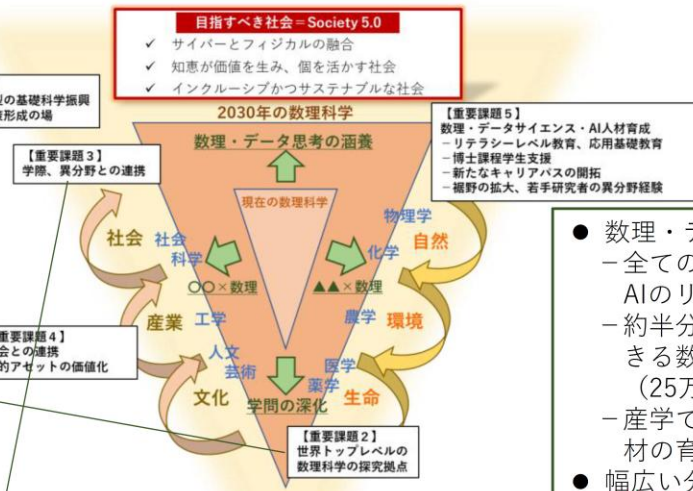 目指すべき社会＝Society 5.0
✓ サイバーとフィジカルの融合
✓ 知恵が価値を生み、個を活かす社会
✓ インクルーシブかつサステナブルな社会
型の基礎科学振興
形成の場
【重要課題３】
学際、異分野との連携
2030年の数理科学
数理・データ思考の涵養
現在の数理科学
【重要課題５】
数理・データサイエンス・AI人材育成
－リテラシーレベル教育、応用基礎教育
－博士課程学生支援
－新たなキャリアパスの開拓
－裾野の拡大、若手研究者の異分野経験
社会
社会
科学
物理学
化学
自然
〇〇×数理
▲▲×数理
産業
工学
農学
環境
重要課題４】
会との連携
的アセットの価値化
人文
芸術
医学
薬学
文化
学問の深化
生命
【重要課題２】
世界トップレベルの
数理科学の探究拠点
● 数理・デ
－全ての
AIのリ
－約半分
きる数
（25万
－産学で
材の育
● 幅広い分